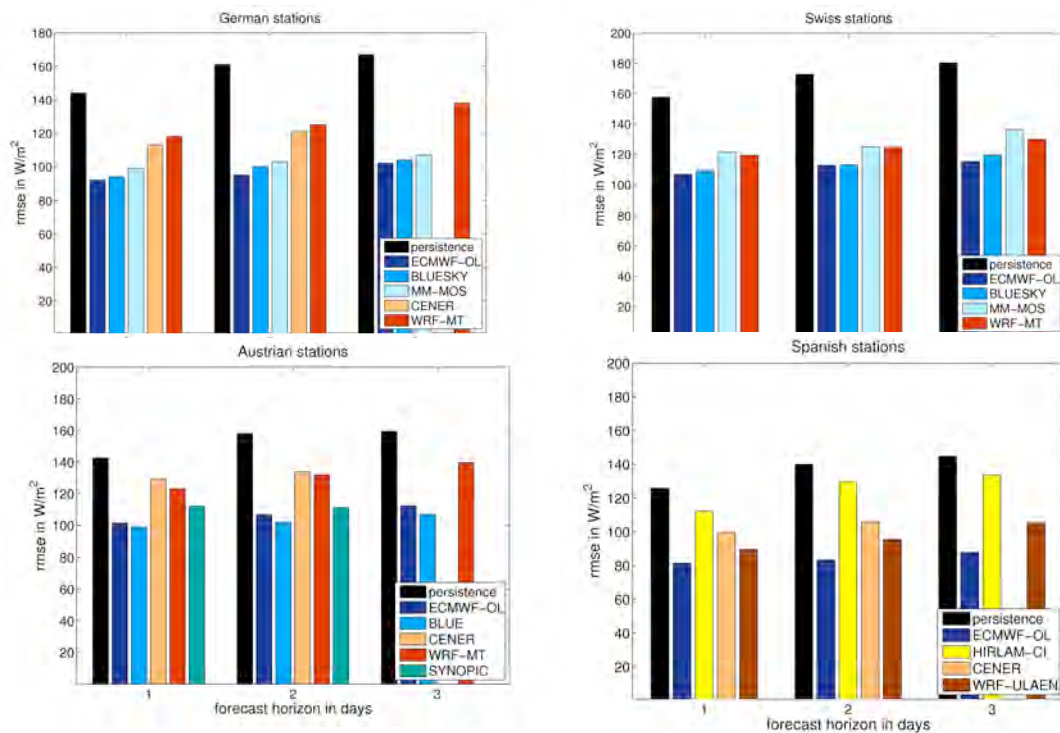 German stations
180
160
140
120
100
80
60
40
20
rmse in W/m²
persistence
ECMWF-OL
BLUESKY
MM-MOS
CENER
WRF-MT
Swiss stations
200
180
160
140
120
100
80
60
40
20
rmse in W/m²
persistence
ECMWF-OL
BLUESKY
MM-MOS
WRF-MT
Austrian stations
200
180
160
140
120
100
80
60
40
20
rmse in W/m²
persistence
ECMWF-OL
BLUE
CENER
WRF-MT
SYNOPIC
1 2 3
forecast horizon in days
Spanish stations
200
180
160
140
120
100
80
60
40
20
rmse in W/m²
persistence
ECMWF-OL
HIRLAM-CI
CENER
WRF-ULAEN
1 2 3
forecast horizon in days